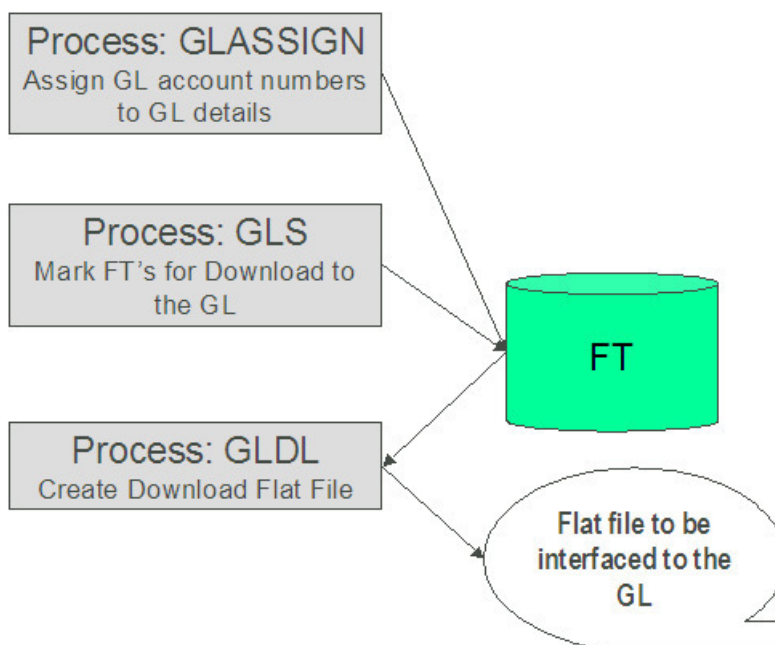 Process: GLASSIGN
Assign GL account numbers
to GL details
Process: GLS
Mark FT's for Download to
the GL
FT
Process: GLDL
Create Download Flat File
Flat file to be
interfaced to the
GL